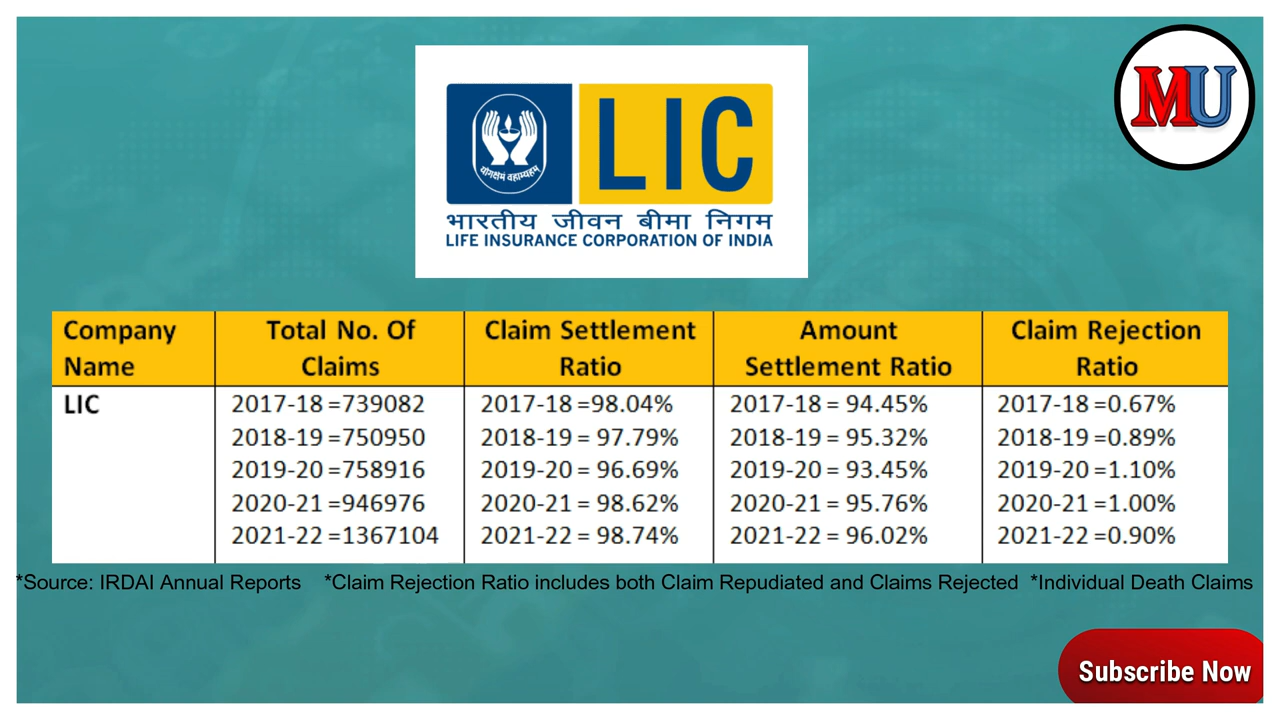 MU
योगक्षेमं वहाम्यहम्
LIC
भारतीय जीवन बीमा निगम
LIFE INSURANCE CORPORATION OF INDIA
Company Name
Total No. Of Claims
Claim Settlement Ratio
Amount Settlement Ratio
Claim Rejection Ratio
LIC
2017-18 =739082
2018-19 =750950
2019-20 =758916
2020-21 =946976
2021-22 =1367104
2017-18 =98.04%
2018-19 = 97.79%
2019-20 = 96.69%
2020-21 = 98.62%
2021-22 = 98.74%
2017-18 = 94.45%
2018-19 = 95.32%
2019-20 = 93.45%
2020-21 = 95.76%
2021-22 = 96.02%
2017-18 =0.67%
2018-19 =0.89%
2019-20 =1.10%
2020-21 =1.00%
2021-22 =0.90%
*Source: IRDAI Annual Reports *Claim Rejection Ratio includes both Claim Repudiated and Claims Rejected *Individual Death Claims
Subscribe Now